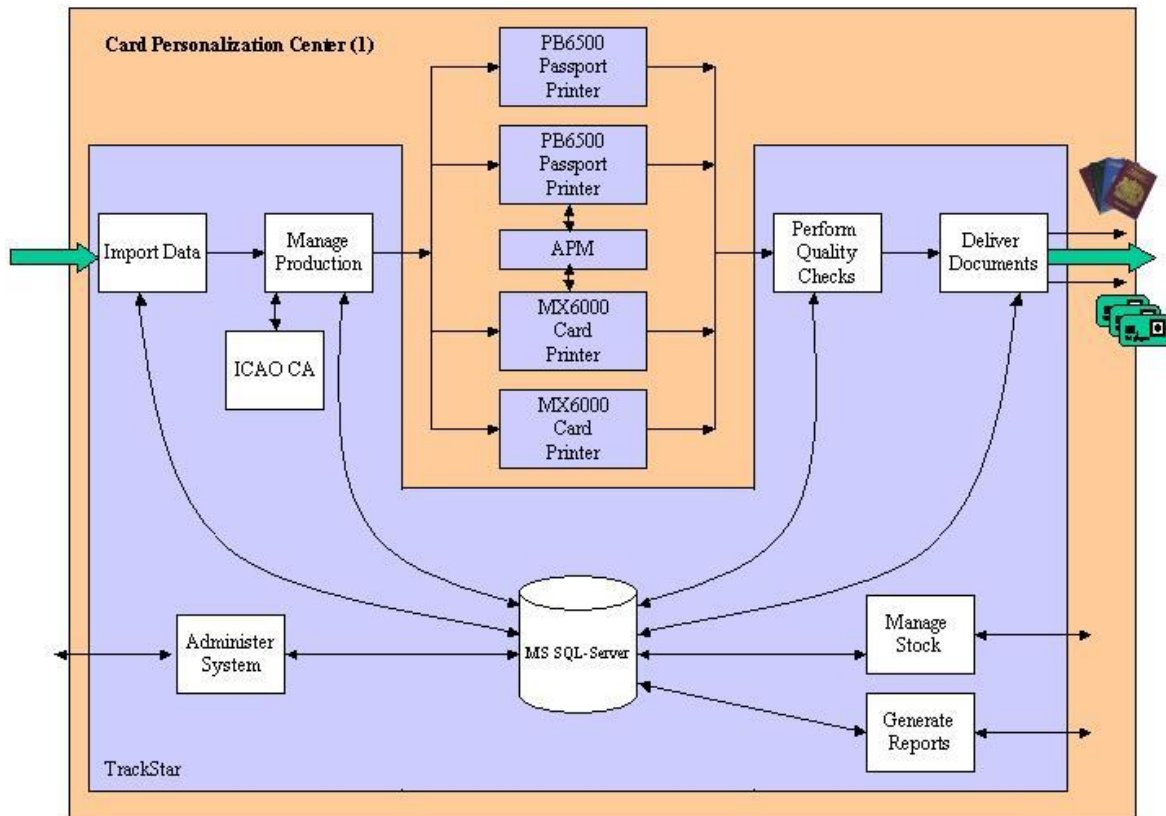 Card Personalization Center (1)
PB6500
Passport
Printer
PB6500
Passport
Printer
APM
MX6000
Card
Printer
MX6000
Card
Printer
Import Data
Manage
Production
ICAO CA
Perform
Quality
Checks
Deliver
Documents
Administer
System
MS SQL-Server
Manage
Stock
Generate
Reports
TrackStar